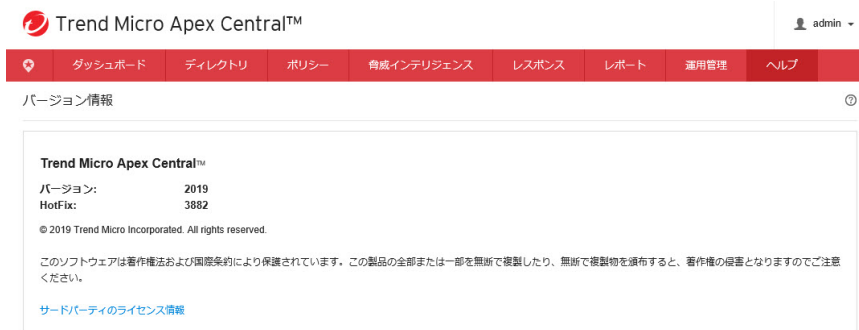 Trend Micro Apex Central™
admin
ダッシュボード ディレクトリ ポリシー 脅威インテリジェンス レスポンス レポート 運用管理 ヘルプ
バージョン情報
Trend Micro Apex Central™
バージョン: 2019
HotFix: 3882
© 2019 Trend Micro Incorporated. All rights reserved.
このソフトウェアは著作権法および国際条約により保護されています。この製品の全部または一部を無断で複製したり、無断で複製物を頒布すると、著作権の侵害となりますのでご注意
ください。
サードパーティのライセンス情報